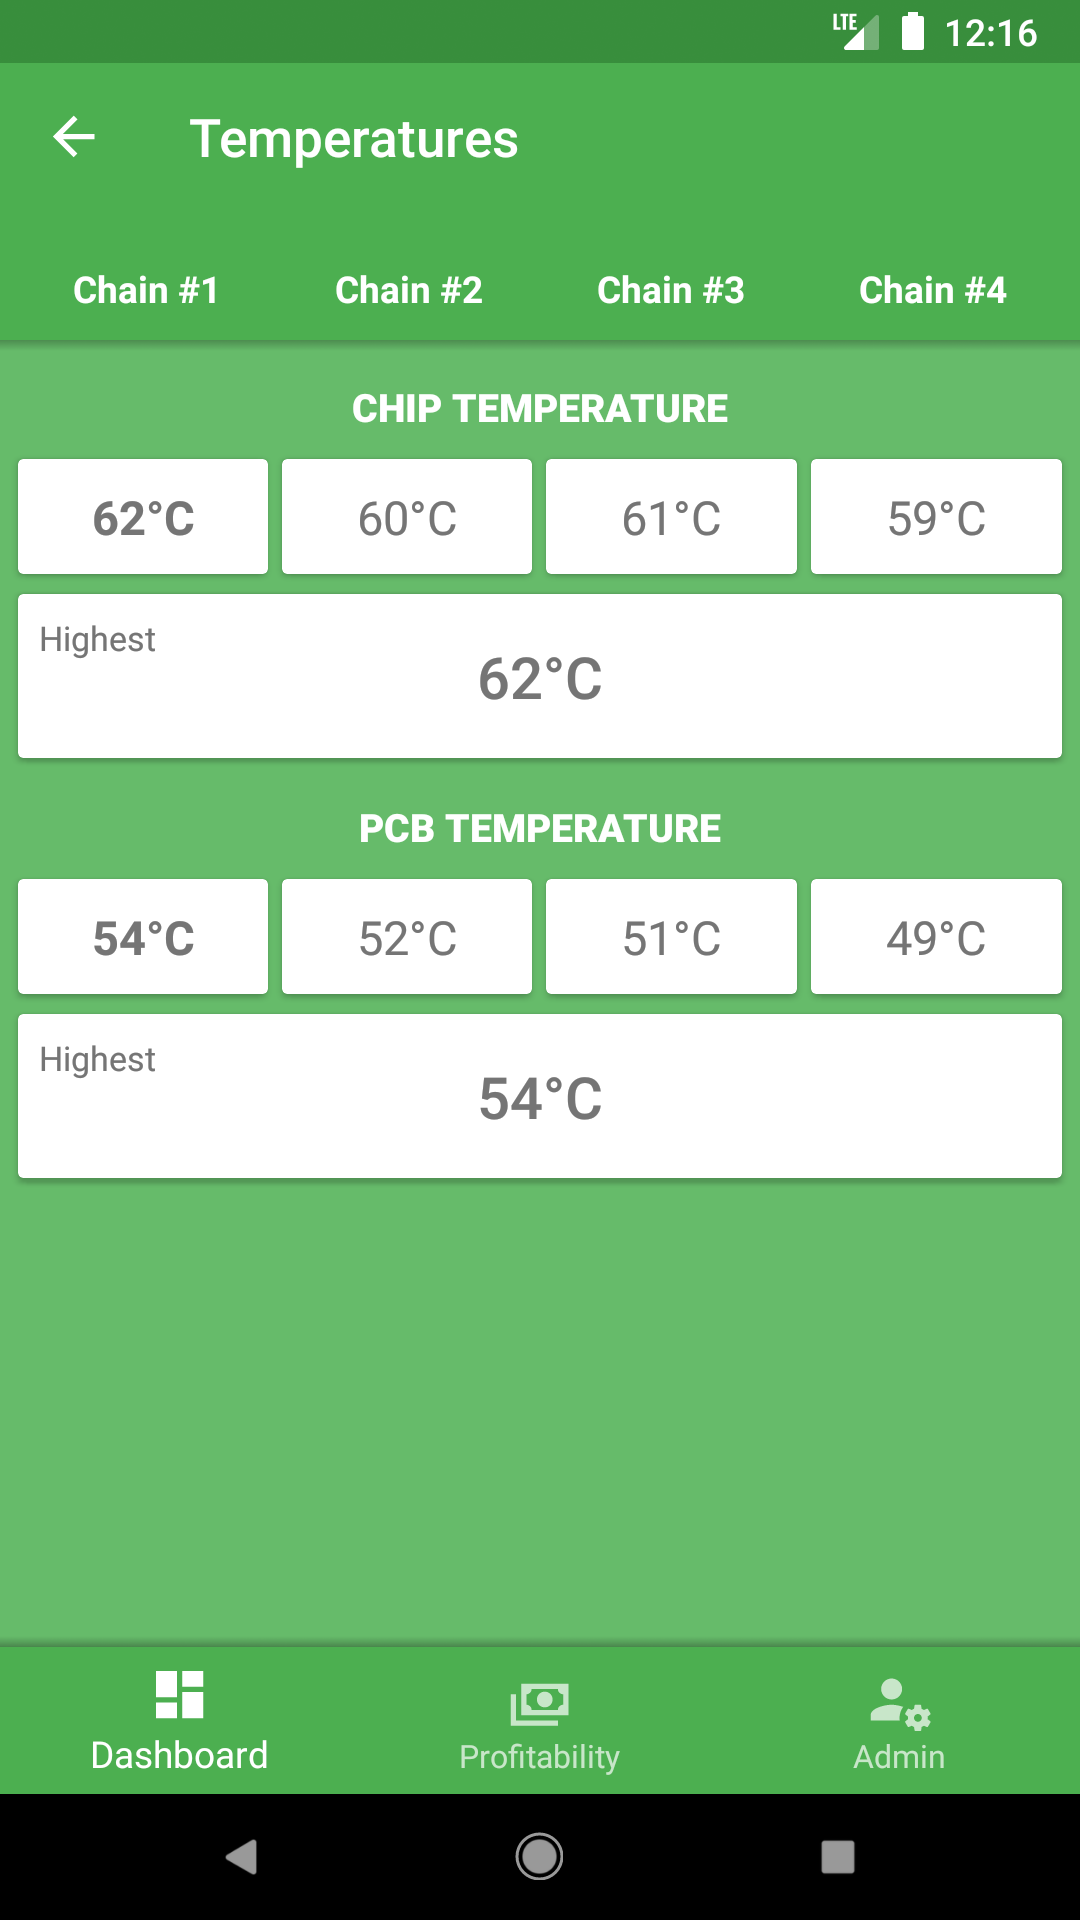 LTE 12:16
Temperatures
Chain #1 Chain #2 Chain #3 Chain #4
CHIP TEMPERATURE
62°C 60°C 61°C 59°C
Highest
62°C
PCB TEMPERATURE
54°C 52°C 51°C 49°C
Highest
54°C
Dashboard Profitability Admin